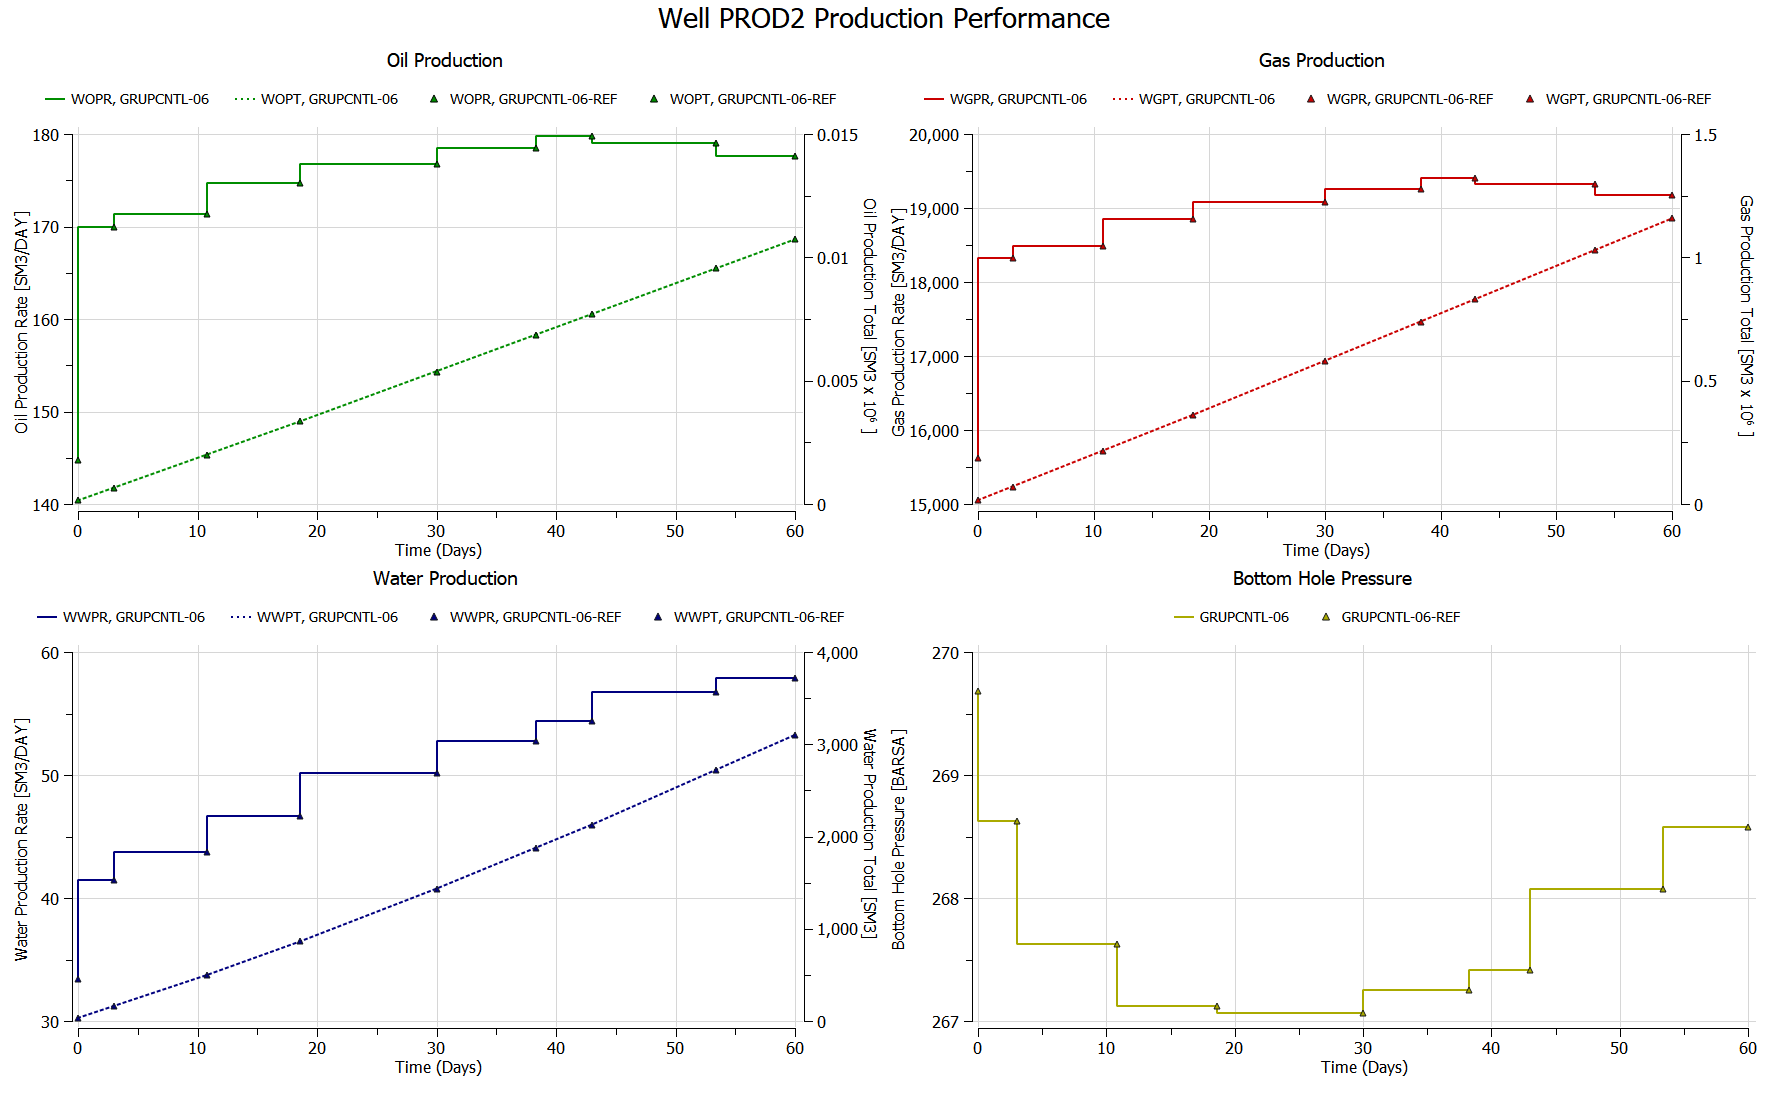 Well PROD2 Production Performance
Oil Production
WOPR, GRUPCNTL-06 WOPT, GRUPCNTL-06 WOPR, GRUPCNTL-06-REF WOPT, GRUPCNTL-06-REF
Oil Production Rate [SM3/DAY]
180
170
160
150
140
0.015
0.01
0.005
0
Oil Production Total [SM3 x 10⁶ ]
0 10 20 30 40 50 60
Time (Days)
Gas Production
WGPR, GRUPCNTL-06 WGPT, GRUPCNTL-06 WGPR, GRUPCNTL-06-REF WGPT, GRUPCNTL-06-REF
Gas Production Rate [SM3/DAY]
20,000
19,000
18,000
17,000
16,000
15,000
1.5
1
0.5
0
Gas Production Total [SM3 x 10⁶ ]
0 10 20 30 40 50 60
Time (Days)
Water Production
WWPR, GRUPCNTL-06 WWPT, GRUPCNTL-06 WWPR, GRUPCNTL-06-REF WWPT, GRUPCNTL-06-REF
Water Production Rate [SM3/DAY]
60
50
40
30
4,000
3,000
2,000
1,000
0
Water Production Total [SM3]
0 10 20 30 40 50 60
Time (Days)
Bottom Hole Pressure
GRUPCNTL-06 GRUPCNTL-06-REF
Bottom Hole Pressure [BARSA]
270
269
268
267
0 10 20 30 40 50 60
Time (Days)